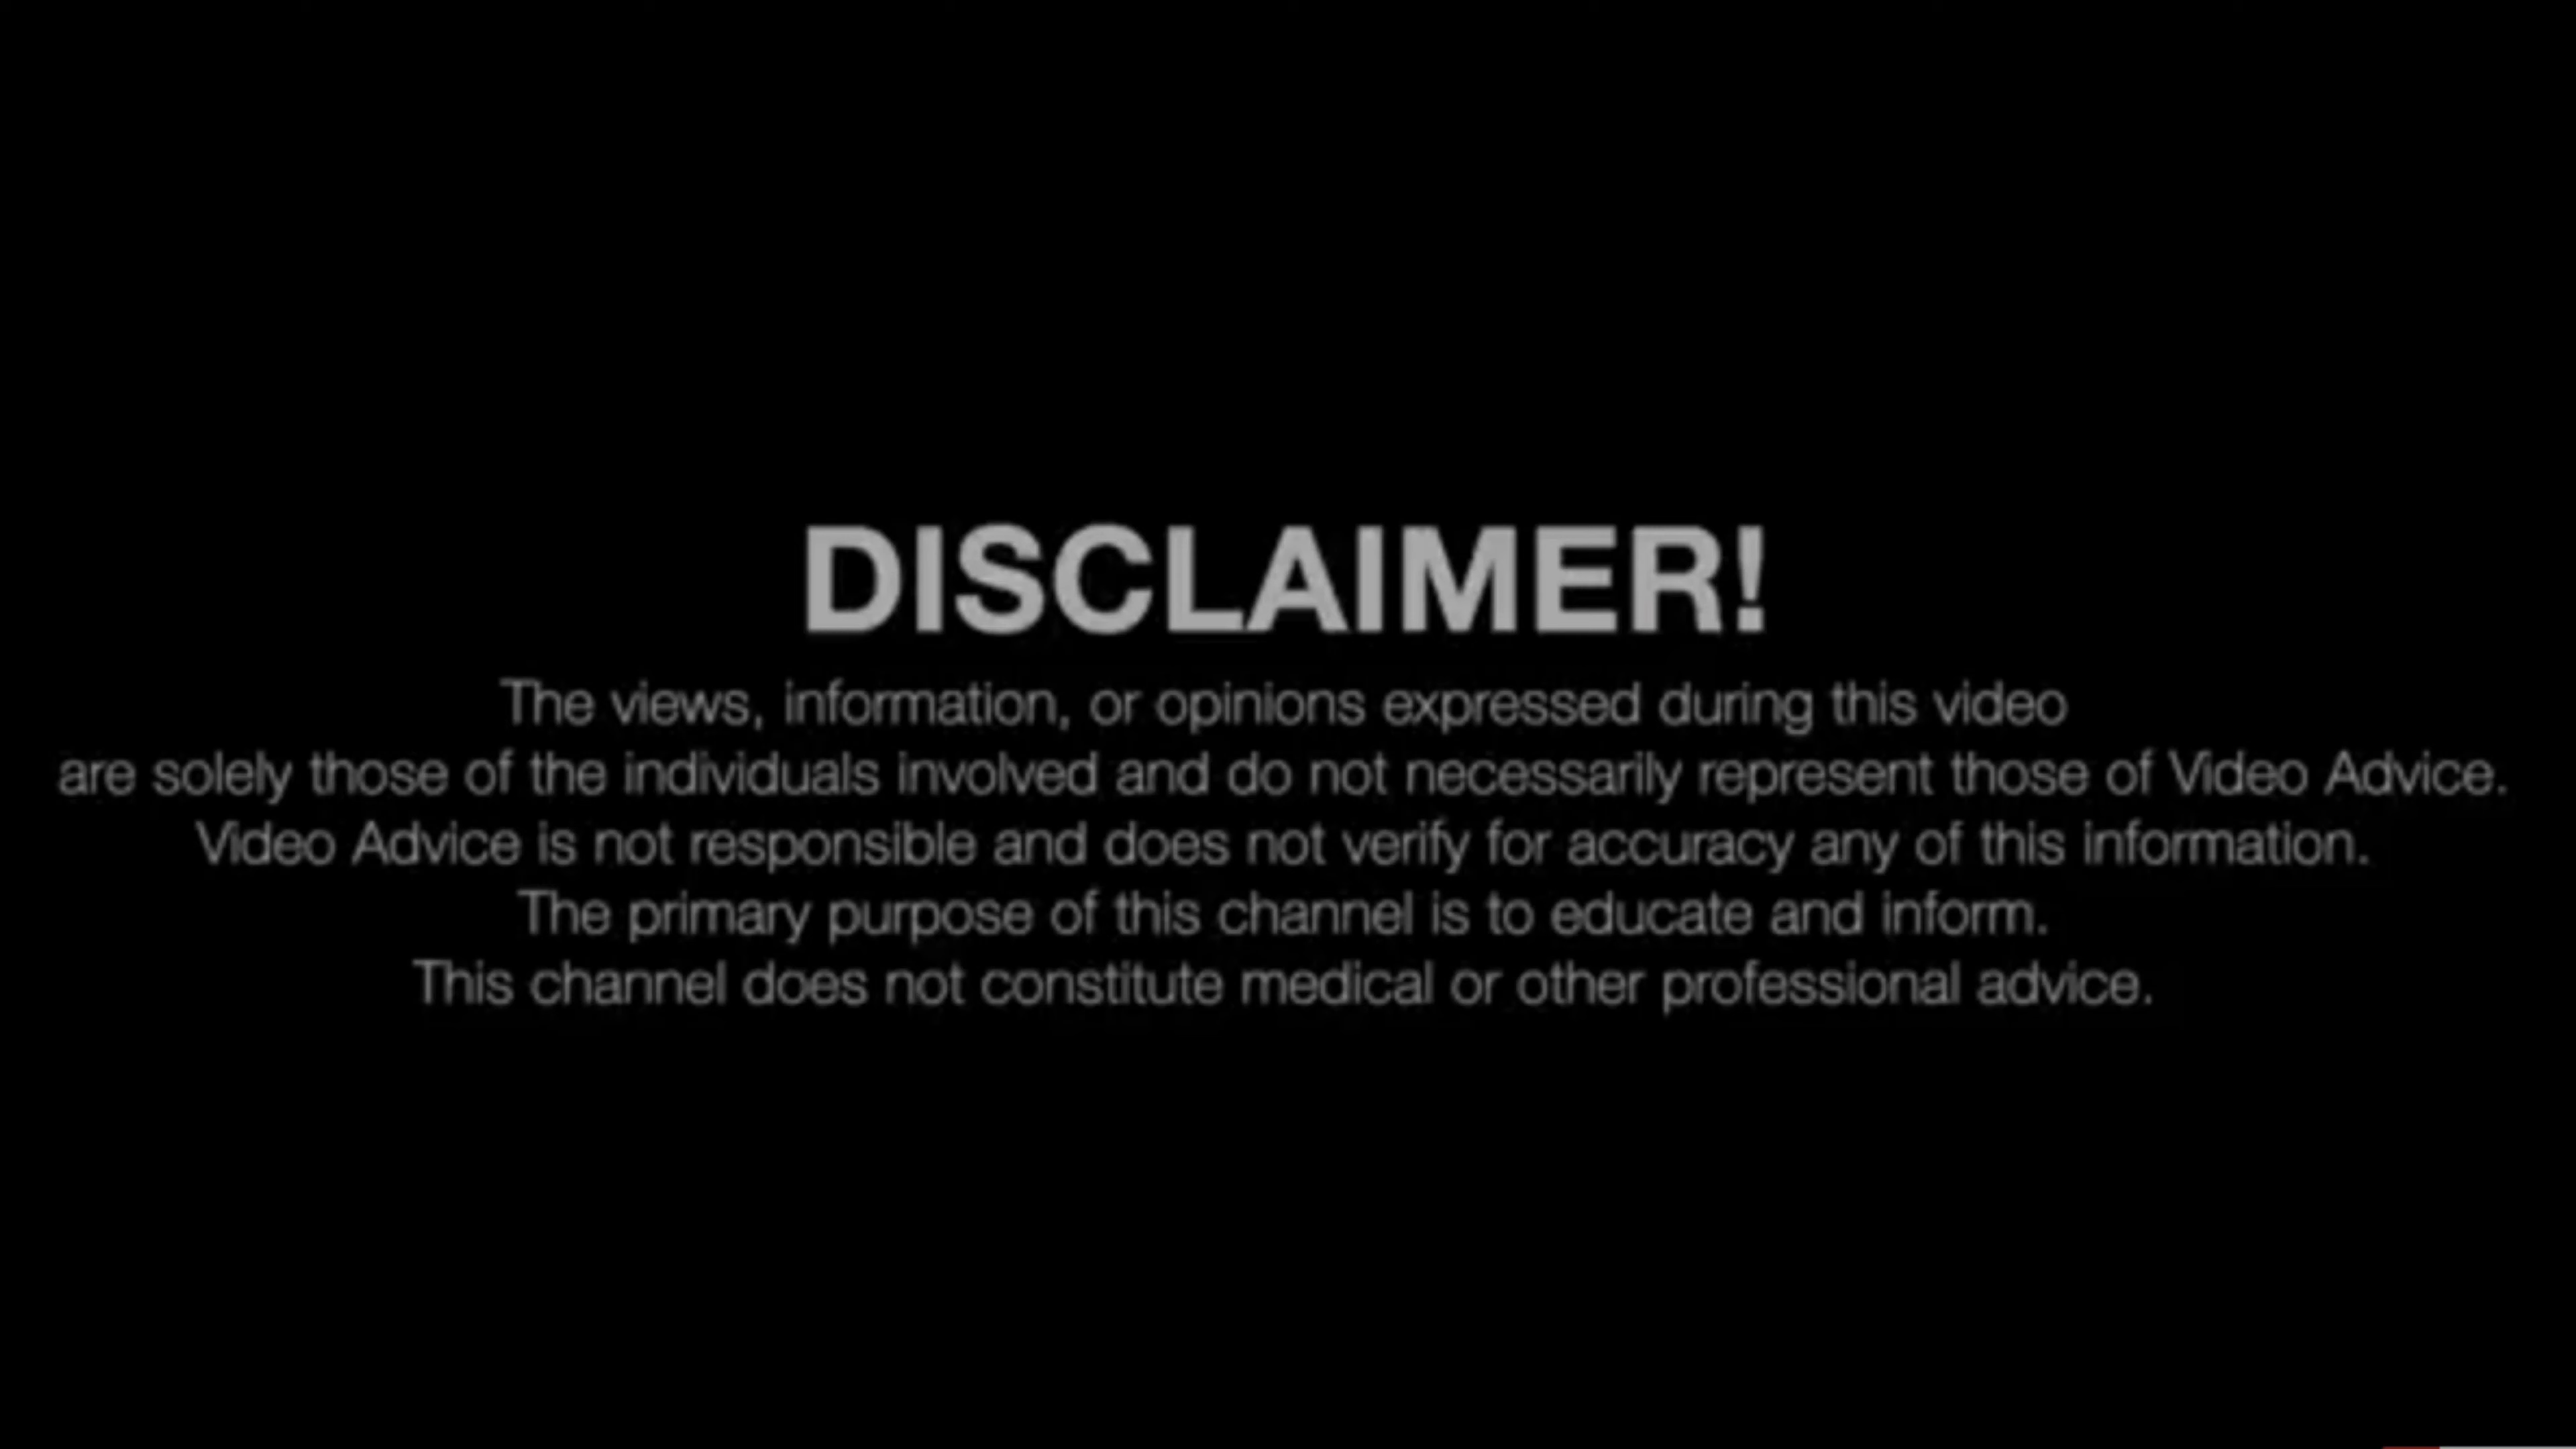 DISCLAIMER!
The views, information, or opinions expressed during this video
are solely those of the individuals involved and do not necessarily represent those of Video Advice.
Video Advice is not responsible and does not verify for accuracy any of this information.
The primary purpose of this channel is to educate and inform.
This channel does not constitute medical or other professional advice.